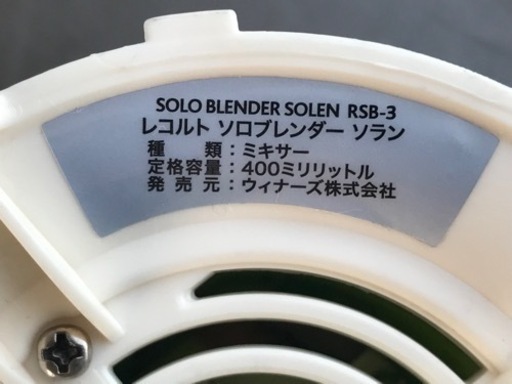 SOLO BLENDER SOLEN RSB-3
レコルト ソロブレンダー ソラン
種　　類：ミキサー
定格容量：400ミリリットル
発 売 元：ウィナーズ株式会社